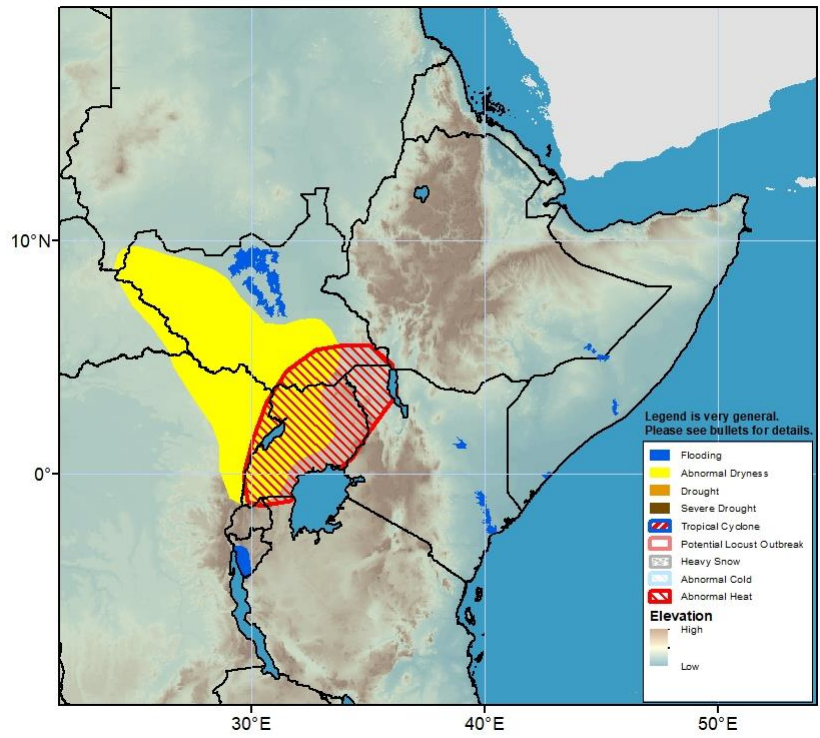 10°N
0°
30°E
40°E
50°E
Legend is very general.
Please see bullets for details.
Flooding
Abnormal Dryness
Drought
Severe Drought
Tropical Cyclone
Potential Locust Outbreak
Heavy Snow
Abnormal Cold
Abnormal Heat
Elevation
High
Low